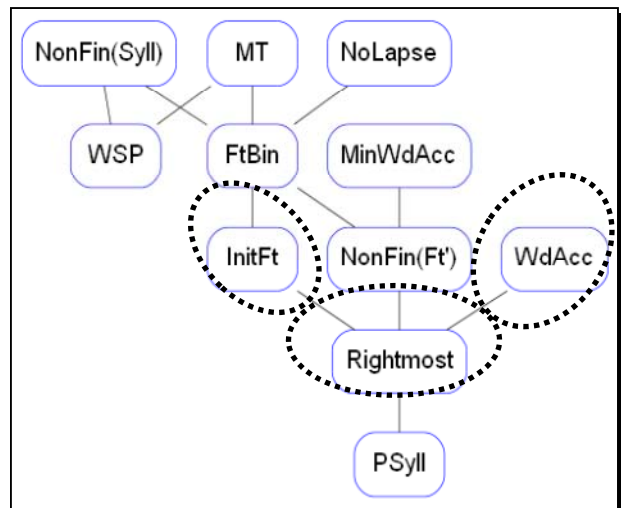 NonFin(Syll) MT NoLapse
WSP FtBin MinWdAcc
InitFt NonFin(Ft') WdAcc
Rightmost
PSyll